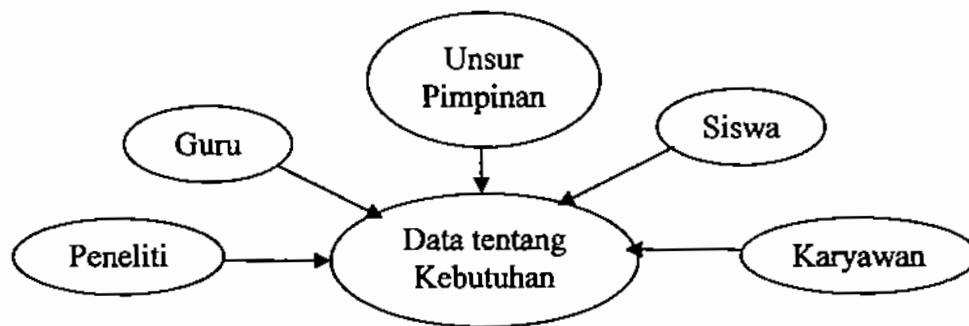 Unsur
Pimpinan
Guru
Siswa
Peneliti
Data tentang
Kebutuhan
Karyawan